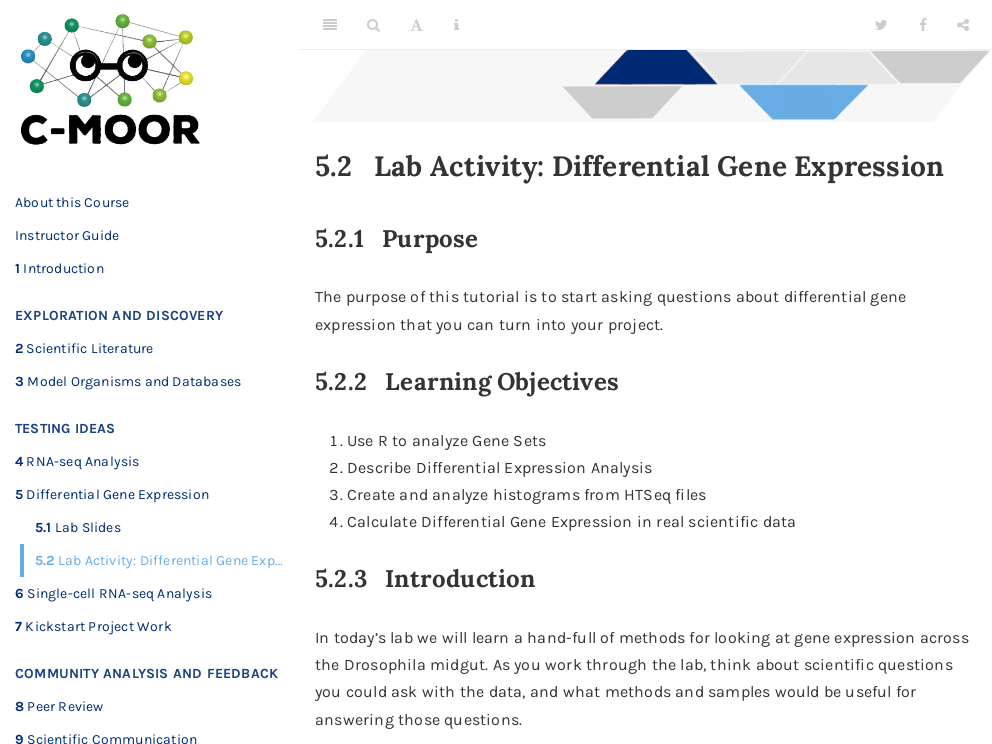 C-MOOR
About this Course
Instructor Guide
1 Introduction
EXPLORATION AND DISCOVERY
2 Scientific Literature
3 Model Organisms and Databases
TESTING IDEAS
4 RNA-seq Analysis
5 Differential Gene Expression
5.1 Lab Slides
5.2 Lab Activity: Differential Gene Exp…
6 Single-cell RNA-seq Analysis
7 Kickstart Project Work
COMMUNITY ANALYSIS AND FEEDBACK
8 Peer Review
9 Scientific Communication
A
5.2 Lab Activity: Differential Gene Expression
5.2.1 Purpose
The purpose of this tutorial is to start asking questions about differential gene
expression that you can turn into your project.
5.2.2 Learning Objectives
1. Use R to analyze Gene Sets
2. Describe Differential Expression Analysis
3. Create and analyze histograms from HTSeq files
4. Calculate Differential Gene Expression in real scientific data
5.2.3 Introduction
In today’s lab we will learn a hand-full of methods for looking at gene expression across
the Drosophila midgut. As you work through the lab, think about scientific questions
you could ask with the data, and what methods and samples would be useful for
answering those questions.